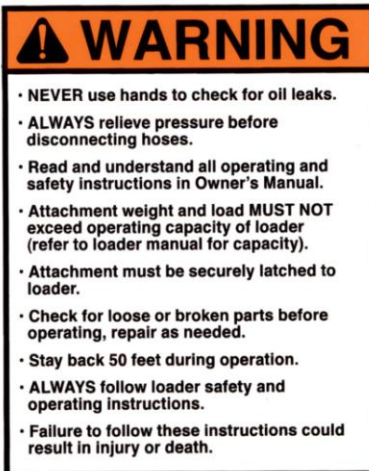 WARNING
· NEVER use hands to check for oil leaks.
· ALWAYS relieve pressure before
disconnecting hoses.
· Read and understand all operating and
safety instructions in Owner's Manual.
· Attachment weight and load MUST NOT
exceed operating capacity of loader
(refer to loader manual for capacity).
· Attachment must be securely latched to
loader.
· Check for loose or broken parts before
operating, repair as needed.
· Stay back 50 feet during operation.
· ALWAYS follow loader safety and
operating instructions.
· Failure to follow these instructions could
result in injury or death.